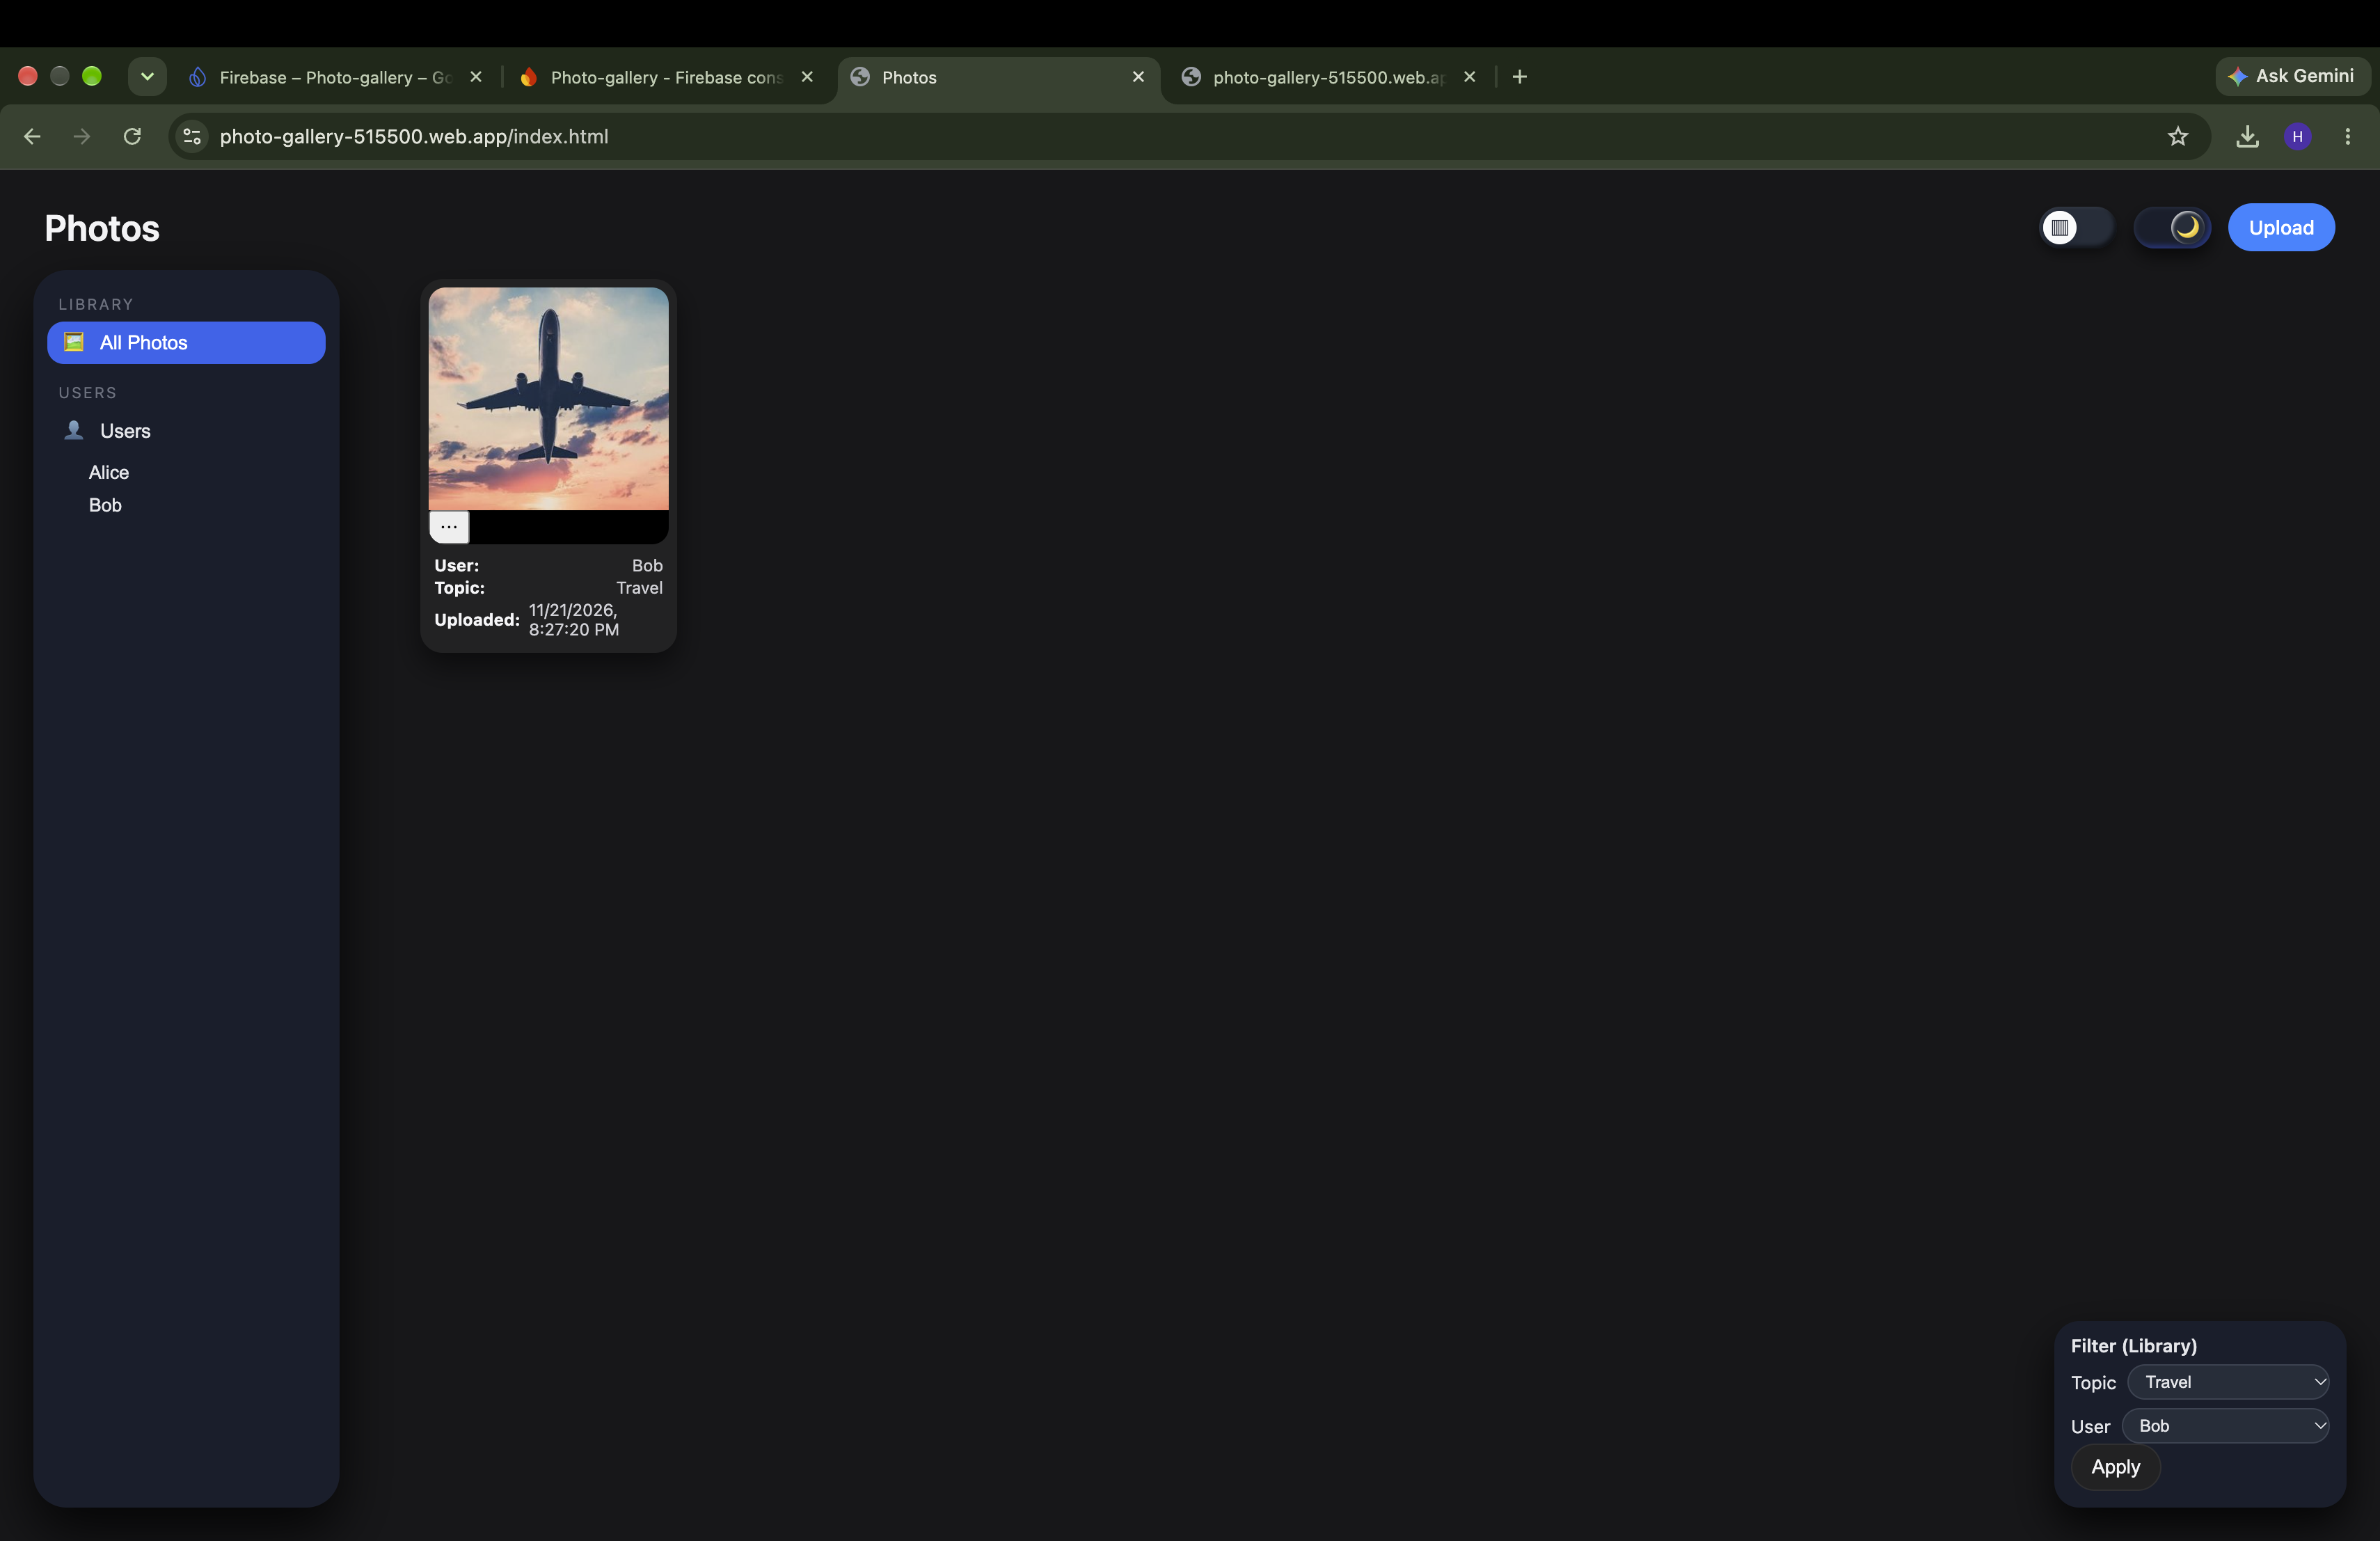 Firebase – Photo-gallery – Go
Photo-gallery - Firebase cons
Photos
photo-gallery-515500.web.ap
Ask Gemini
photo-gallery-515500.web.app/index.html
H
Photos
Upload
LIBRARY
All Photos
USERS
Users
Alice
Bob
...
User: Bob
Topic: Travel
Uploaded: 11/21/2026,
8:27:20 PM
Filter (Library)
Topic Travel
User Bob
Apply